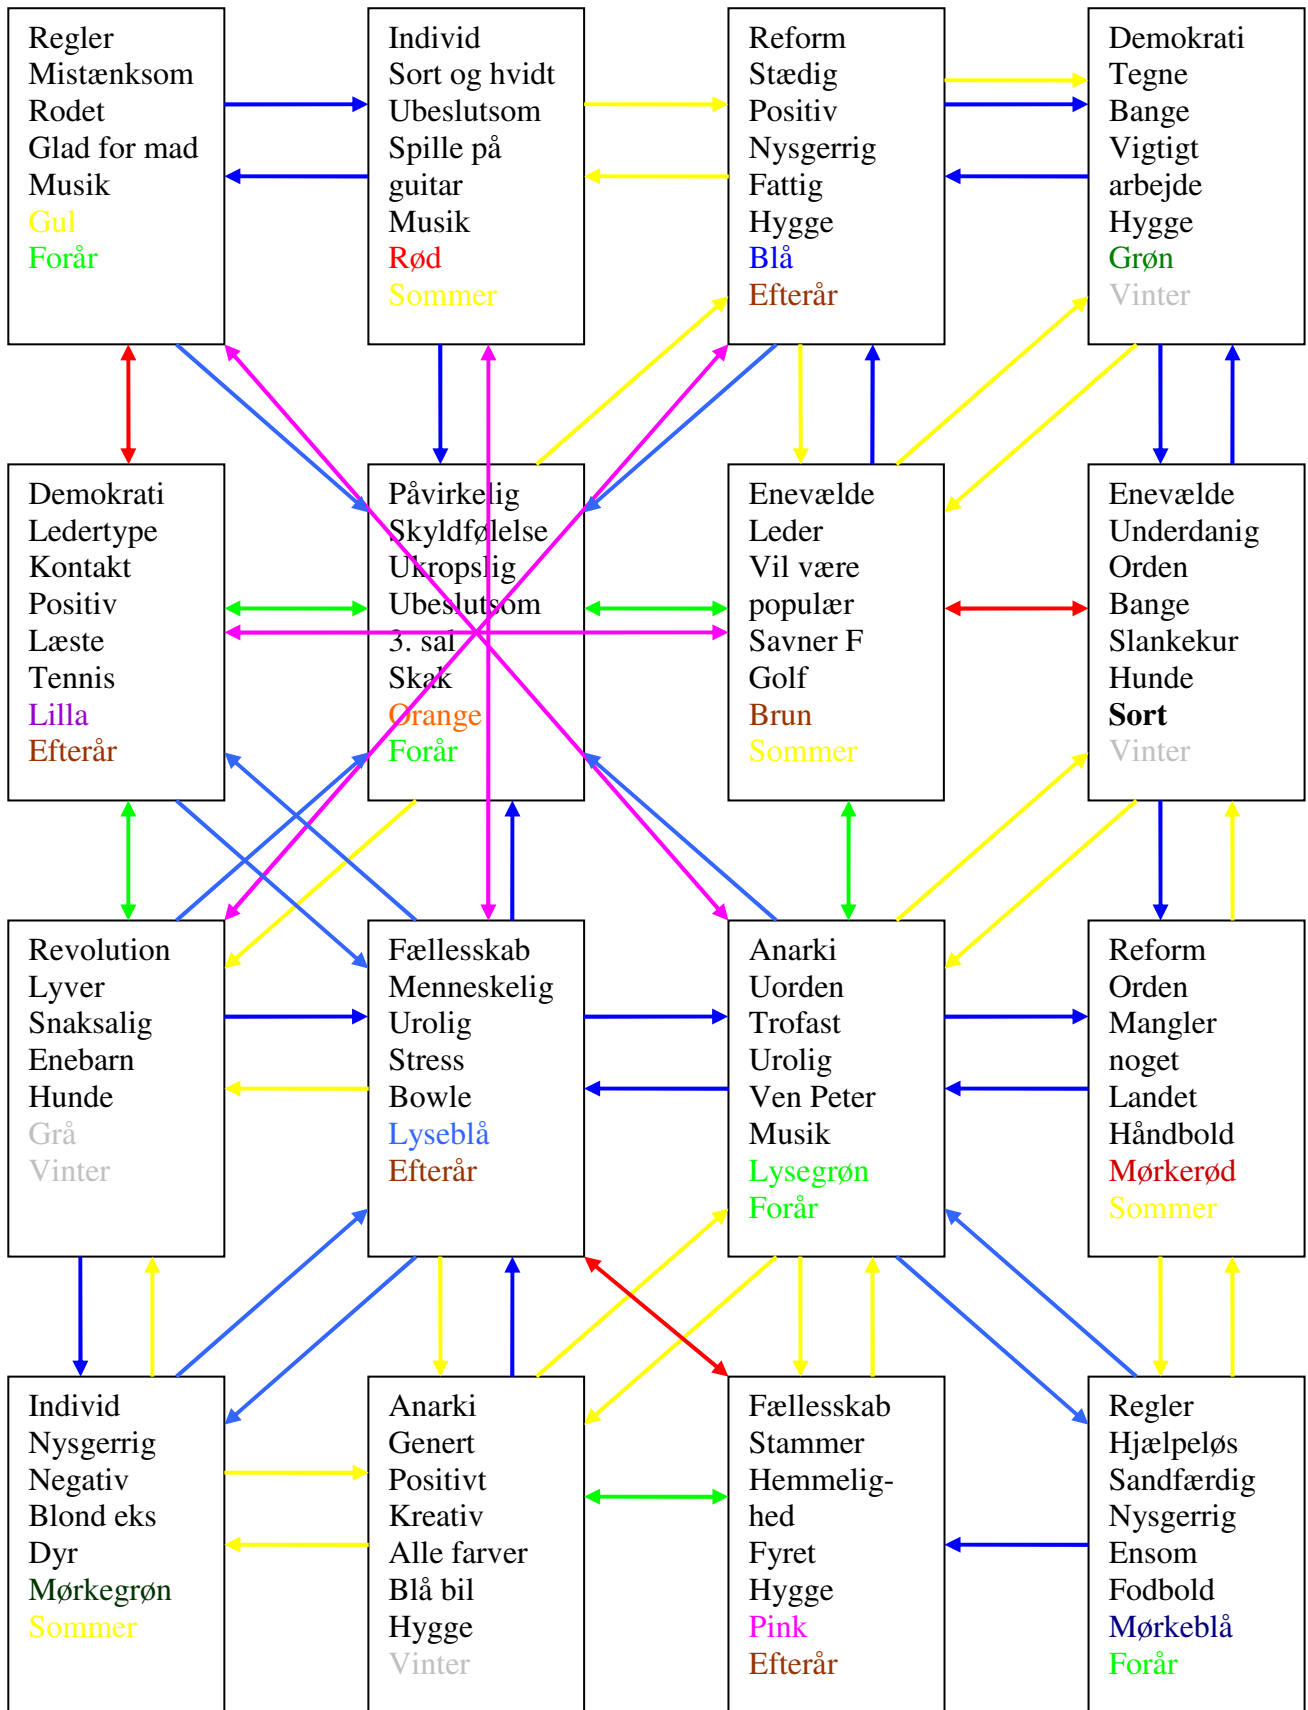 Regler
Mistænksom
Rodet
Glad for mad
Musik
Gul
Forår
Individ
Sort og hvidt
Ubeslutsom
Spille på
guitar
Musik
Rød
Sommer
Reform
Stædig
Positiv
Nysgerrig
Fattig
Hygge
Blå
Efterår
Demokrati
Tegne
Bange
Vigtigt
arbejde
Hygge
Grøn
Vinter
Demokrati
Ledertype
Kontakt
Positiv
Læste
Tennis
Lilla
Efterår
Påvirkelig
Skyldfølelse
Ukropslig
Ubeslutsom
3. sal
Skak
Orange
Forår
Enevælde
Leder
Vil være
populær
Savner F
Golf
Brun
Sommer
Enevælde
Underdanig
Orden
Bange
Slankekur
Hunde
Sort
Vinter
Revolution
Lyver
Snaksalig
Enebarn
Hunde
Grå
Vinter
Fællesskab
Menneskelig
Urolig
Stress
Bowle
Lyseblå
Efterår
Anarki
Uorden
Trofast
Urolig
Ven Peter
Musik
Lysegrøn
Forår
Reform
Orden
Mangler
noget
Landet
Håndbold
Mørkerød
Sommer
Individ
Nysgerrig
Negativ
Blond eks
Dyr
Mørkegrøn
Sommer
Anarki
Genert
Positivt
Kreativ
Alle farver
Blå bil
Hygge
Vinter
Fællesskab
Stammer
Hemmelig-
hed
Fyret
Hygge
Pink
Efterår
Regler
Hjælpeløs
Sandfærdig
Nysgerrig
Ensom
Fodbold
Mørkeblå
Forår